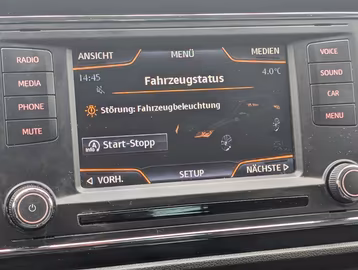 ANSICHT MENÜ MEDIEN
14:45 4.0°C
Fahrzeugstatus
Störung: Fahrzeugbeleuchtung
A
Info
Start-Stopp
VORH. SETUP NÄCHSTE
RADIO
MEDIA
PHONE
MUTE
VOICE
SOUND
CAR
MENU